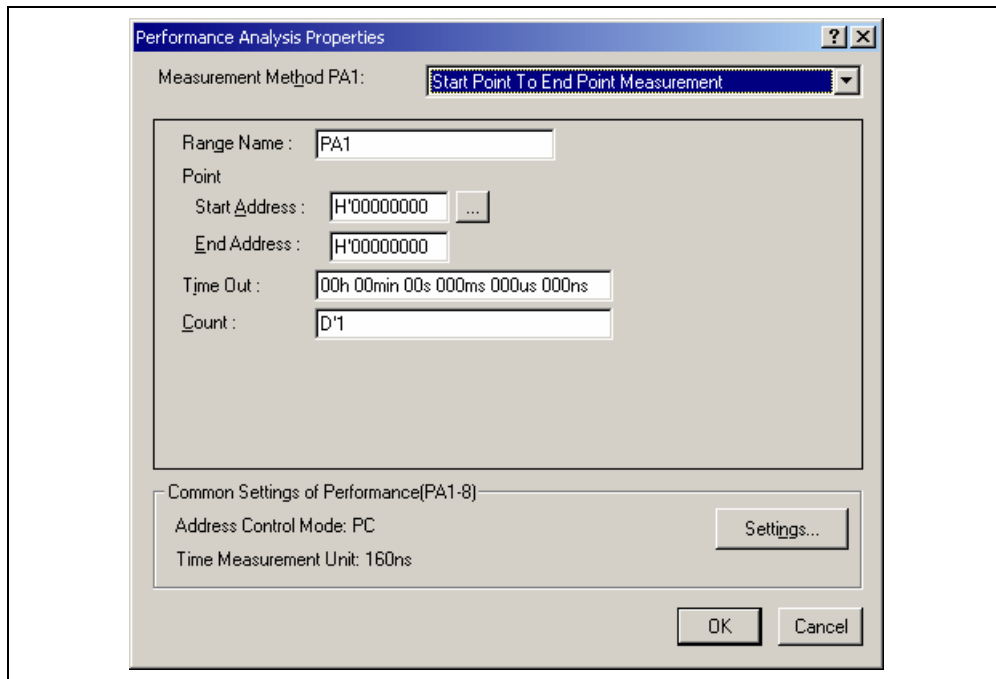 Performance Analysis Properties
Measurement Method PA1: Start Point To End Point Measurement
Range Name : PA1
Point
Start Address : H'00000000 ...
End Address : H'00000000
Time Out : 00h 00min 00s 000ms 000us 000ns
Count : D'1
Common Settings of Performance(PA1-8)
Address Control Mode: PC
Settings...
Time Measurement Unit: 160ns
OK Cancel